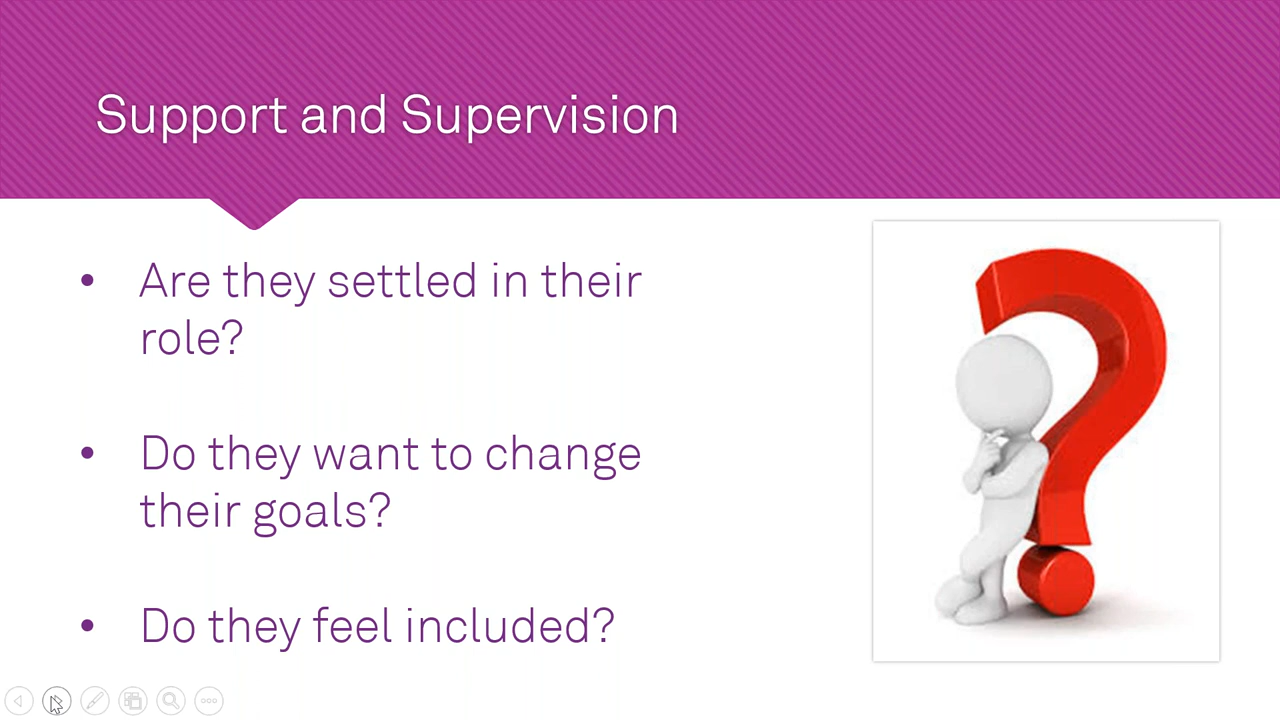 Support and Supervision
• Are they settled in their
role?
• Do they want to change
their goals?
• Do they feel included?